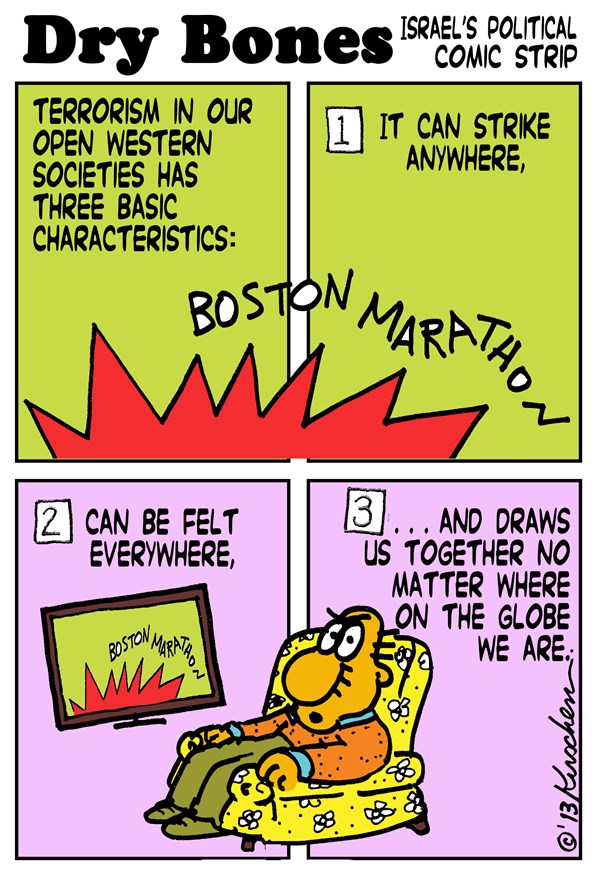 Dry Bones
ISRAEL'S POLITICAL
COMIC STRIP
TERRORISM IN OUR
OPEN WESTERN
SOCIETIES HAS
THREE BASIC
CHARACTERISTICS:
1 IT CAN STRIKE
ANYWHERE,
BOSTON MARATHON
2 CAN BE FELT
EVERYWHERE,
BOSTON MARATHON
3 . . . AND DRAWS
US TOGETHER NO
MATTER WHERE
ON THE GLOBE
WE ARE.
©'13 Kirschen